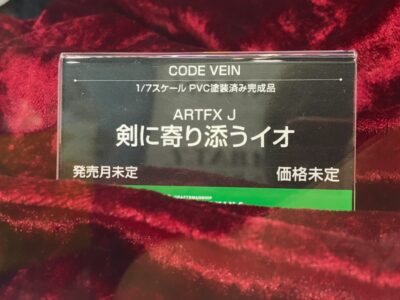 CODE VEIN
1/7スケール PVC塗装済み完成品
ARTFX J
剣に寄り添うイオ
発売月未定 価格未定